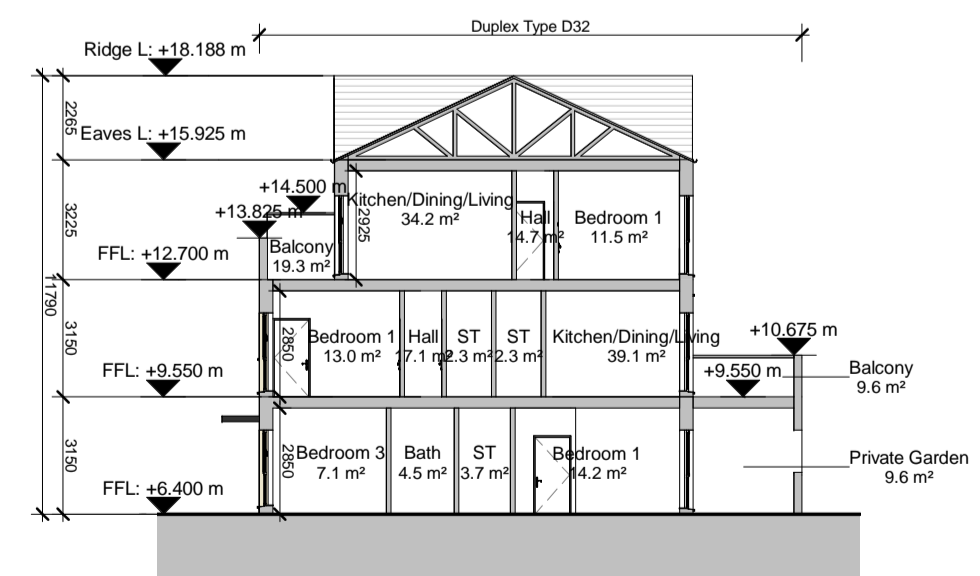 Duplex Type D32
Ridge L: +18.188 m
2265
Eaves L: +15.925 m
+14.500 m
Kitchen/Dining/Living
34.2 m²
Hall
14.7 m²
Bedroom 1
11.5 m²
+13.825 m
2925
3225
Balcony
19.3 m²
FFL: +12.700 m
11790
3150
2850
Bedroom 1
13.0 m²
Hall
17.1 m²
ST
2.3 m²
ST
2.3 m²
Kitchen/Dining/Living
39.1 m²
+10.675 m
FFL: +9.550 m
+9.550 m
Balcony
9.6 m²
3150
2850
Bedroom 3
7.1 m²
Bath
4.5 m²
ST
3.7 m²
Bedroom 1
14.2 m²
Private Garden
9.6 m²
FFL: +6.400 m